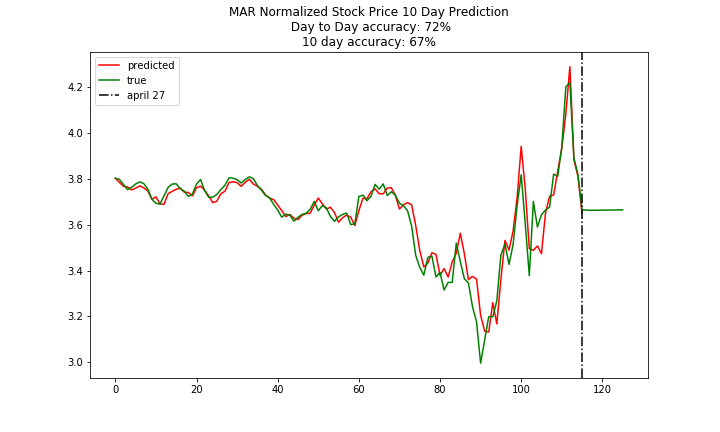 MAR Normalized Stock Price 10 Day Prediction
Day to Day accuracy: 72%
10 day accuracy: 67%
predicted
true
april 27
4.2
4.0
3.8
3.6
3.4
3.2
3.0
0 20 40 60 80 100 120